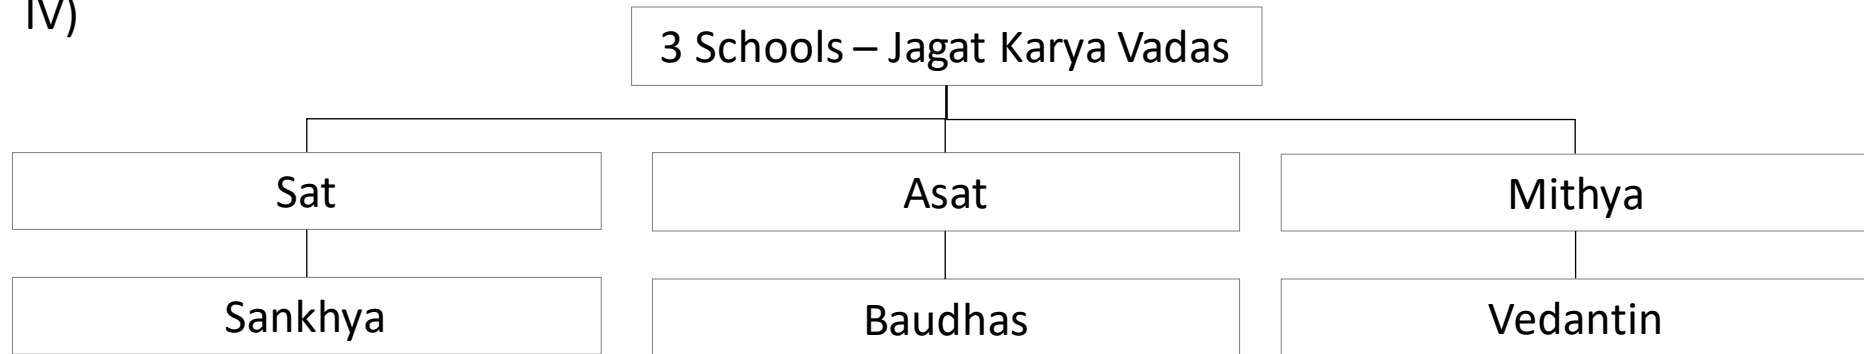 IV)
3 Schools – Jagat Karya Vadas
Sat
Asat
Mithya
Sankhya
Baudhas
Vedantin